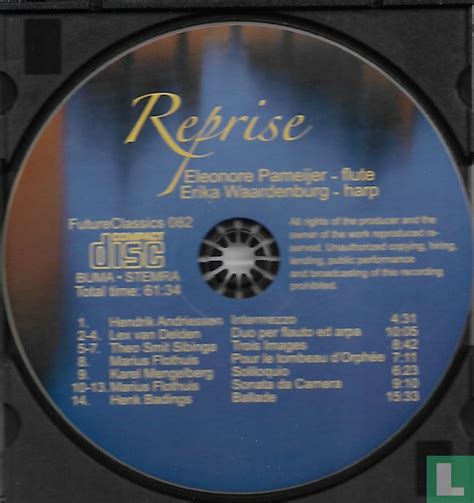 Reprise
Eleonore Pameijer - flute
Erika Waardenburg - harp
FutureClassics 082
COMPACT
disc
BUMA • STEMRA
Total time: 61:34
All rights of the producer and the
owner of the work reproduced re-
served. Unauthorized copying, hiring,
lending, public performance
and broadcasting of this recording
prohibited.
1. Hendrik Andriessen Intermezzo 4:31
2-4. Lex van Delden Duo per flauto ed arpa 10:05
5-7. Theo Smit Sibinga Trois Images 8:42
8. Marius Flothuis Pour le tombeau d'Orphée 7:11
9. Karel Mengelberg Soliloquio 6:23
10-13. Marius Flothuis Sonata da Camera 9:10
14. Henk Badings Ballade 15:33
L